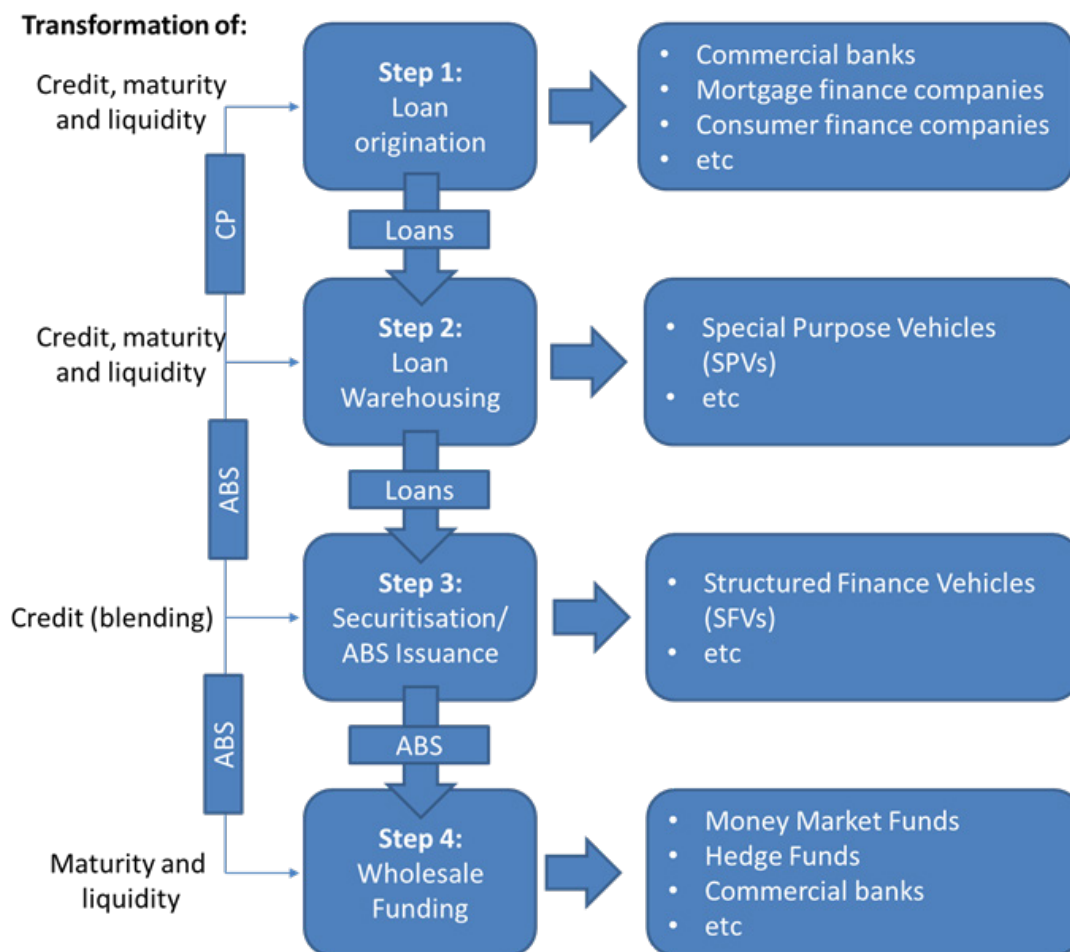 Transformation of:
Credit, maturity
and liquidity
Step 1:
Loan
origination
• Commercial banks
• Mortgage finance companies
• Consumer finance companies
• etc
CP
Loans
Credit, maturity
and liquidity
Step 2:
Loan
Warehousing
• Special Purpose Vehicles
(SPVs)
• etc
ABS
Loans
Credit (blending)
Step 3:
Securitisation/
ABS Issuance
• Structured Finance Vehicles
(SFVs)
• etc
ABS
ABS
Maturity and
liquidity
Step 4:
Wholesale
Funding
• Money Market Funds
• Hedge Funds
• Commercial banks
• etc